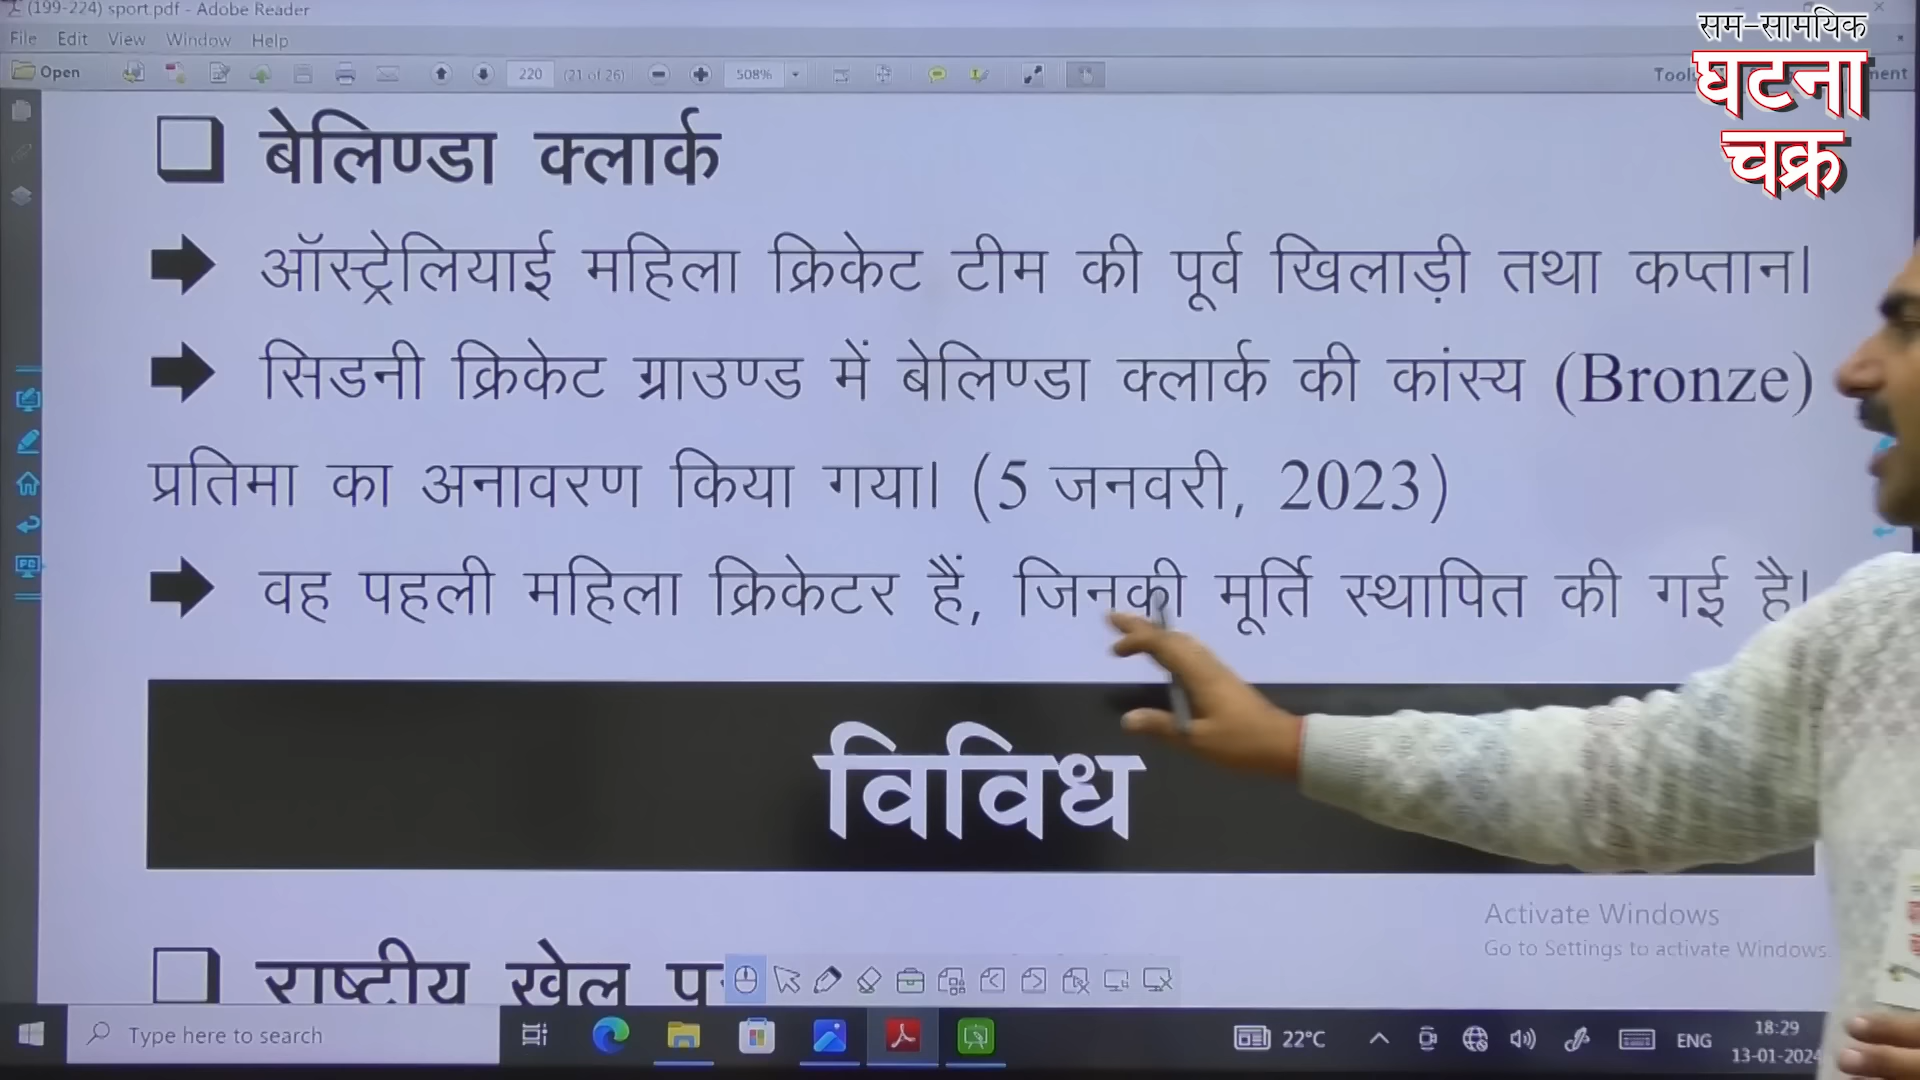 (199-224) sport.pdf - Adobe Reader
File Edit View Window Help
Open 220 (21 of 26) 508% Tool
सम-सामयिक
घटना
चक्र
बेलिण्डा क्लार्क
ऑस्ट्रेलियाई महिला क्रिकेट टीम की पूर्व खिलाड़ी तथा कप्तान।
सिडनी क्रिकेट ग्राउण्ड में बेलिण्डा क्लार्क की कांस्य (Bronze)
प्रतिमा का अनावरण किया गया। (5 जनवरी, 2023)
वह पहली महिला क्रिकेटर हैं, जिनकी मूर्ति स्थापित की गई है।
विविध
Activate Windows
Go to Settings to activate Windows.
राष्ट्रीय खेल
Type here to search 22°C ENG 18:29
13-01-2024